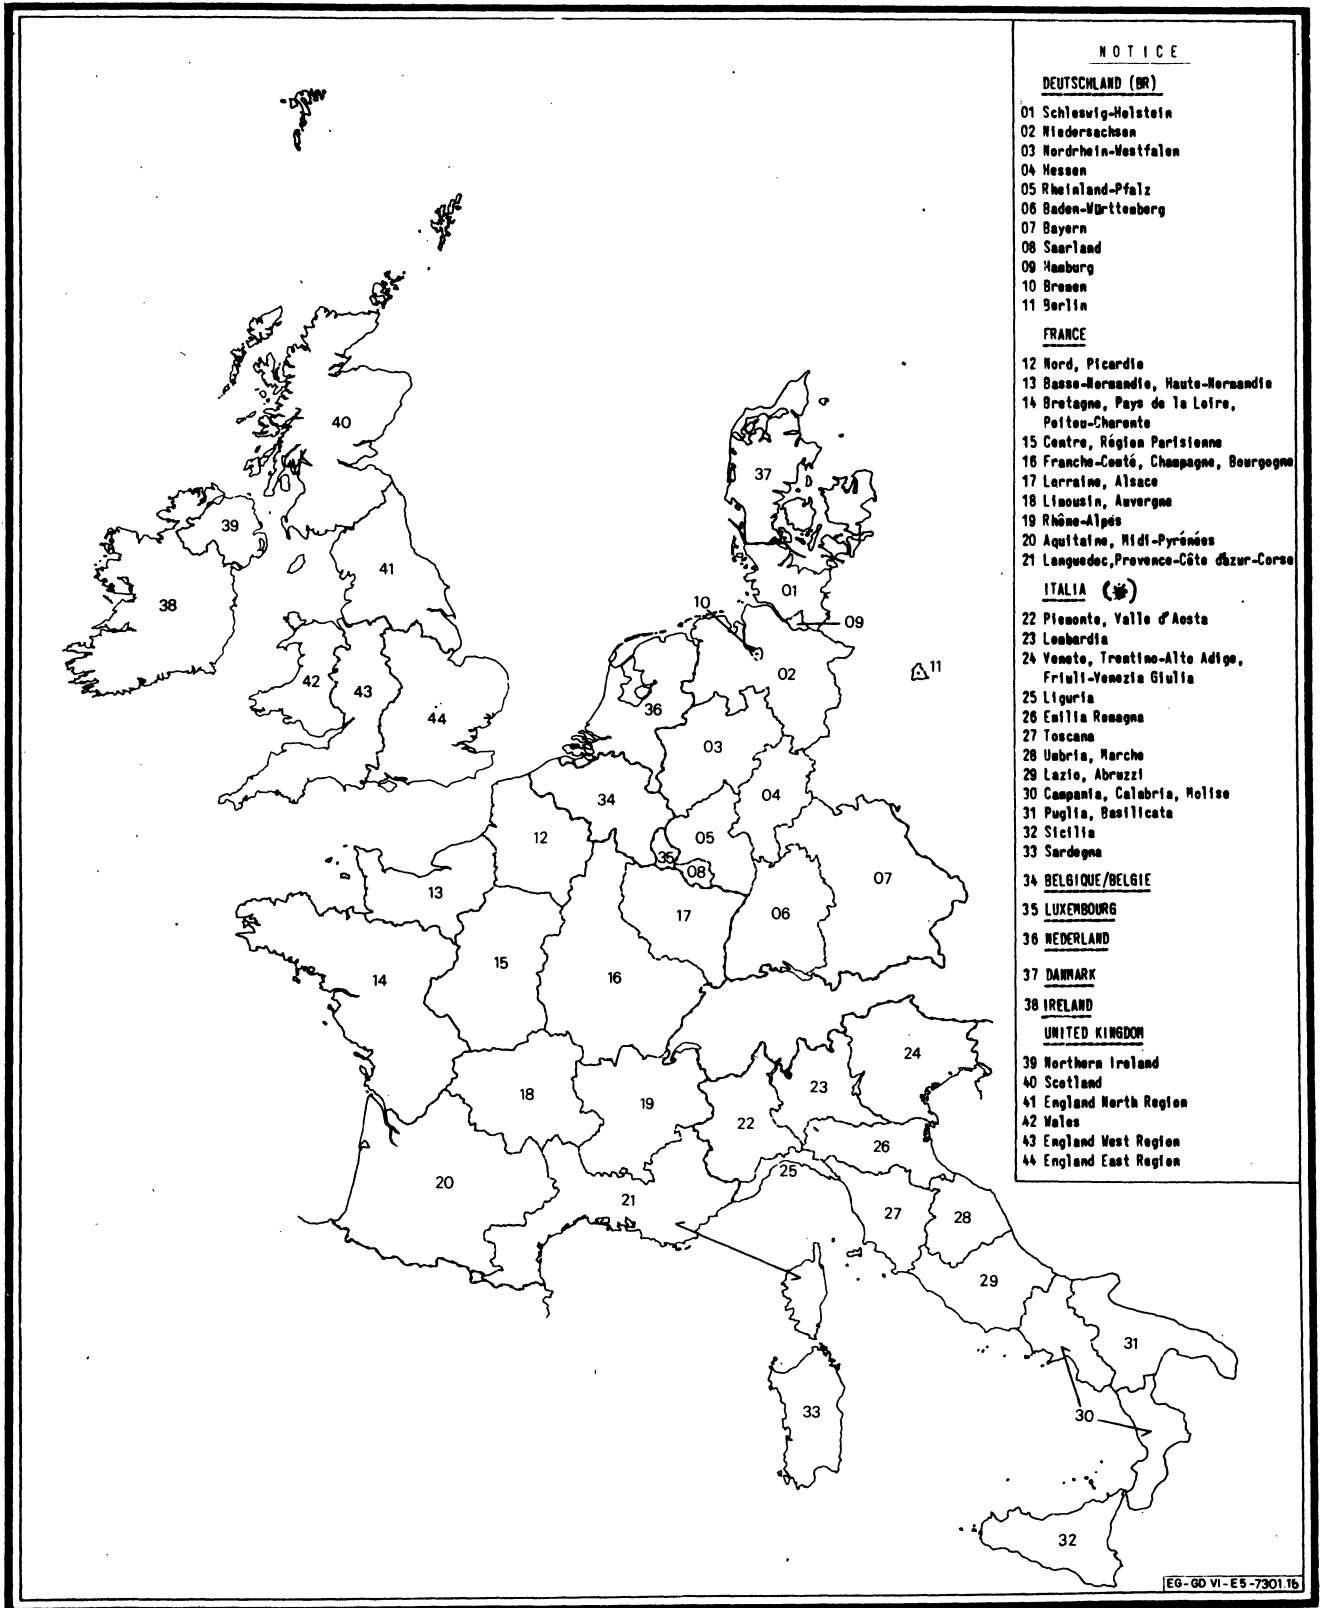 NOTICE
DEUTSCHLAND (BR)
01 Schleswig-Holstein
02 Niedersachsen
03 Nordrhein-Westfalen
04 Hessen
05 Rheinland-Pfalz
06 Baden-Württemberg
07 Bayern
08 Saarland
09 Hamburg
10 Bremen
11 Berlin
FRANCE
12 Nord, Picardie
13 Basse-Normandie, Haute-Normandie
14 Bretagne, Pays de la Loire,
Poitou-Charente
15 Centre, Région Parisienne
16 Franche-Comté, Champagne, Bourgogne
17 Lorraine, Alsace
18 Limousin, Auvergne
19 Rhône-Alpes
20 Aquitaine, Midi-Pyrénées
21 Languedoc,Provence-Côte d'azur-Corse
ITALIA (*)
22 Piemonte, Valle d'Aosta
23 Lombardia
24 Veneto, Trentino-Alto Adige,
Friuli-Venezia Giulia
25 Liguria
26 Emilia Romagna
27 Toscana
28 Umbria, Marche
29 Lazio, Abruzzi
30 Campania, Calabria, Molise
31 Puglia, Basilicata
32 Sicilia
33 Sardegna
34 BELGIQUE/BELGIE
35 LUXEMBOURG
36 NEDERLAND
37 DANMARK
38 IRELAND
UNITED KINGDOM
39 Northern Ireland
40 Scotland
41 England North Region
42 Wales
43 England West Region
44 England East Region
40
37
39
41
38
01
10
09
11
42
43
02
44
36
03
34
04
12
05
35
08
13
07
17
06
15
14
16
24
18
23
19
22
26
25
20
21
27
28
29
31
33
30
32
EG-GD VI-E5-7301.16